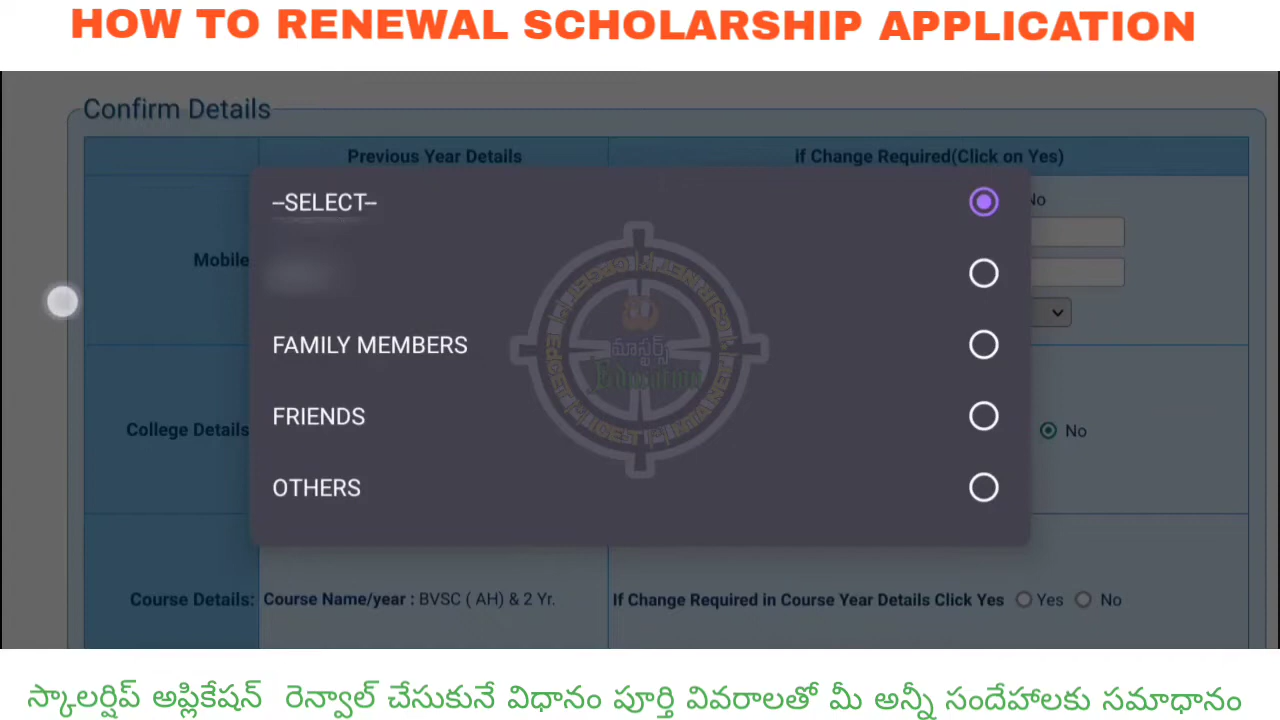 HOW TO RENEWAL SCHOLARSHIP APPLICATION
Confirm Details
Previous Year Details
if Change Required(Click on Yes)
--SELECT--
No
Mobile
FAMILY MEMBERS
మాస్టర్స్
Education
FRIENDS
College Details
No
OTHERS
Course Details:
Course Name/year : BVSC ( AH) & 2 Yr.
If Change Required in Course Year Details Click Yes
Yes
No
స్కాలర్షిప్ అప్లికేషన్ రెన్వాల్ చేసుకునే విధానం పూర్తి వివరాలతో మీ అన్నీ సందేహాలకు సమాధానం